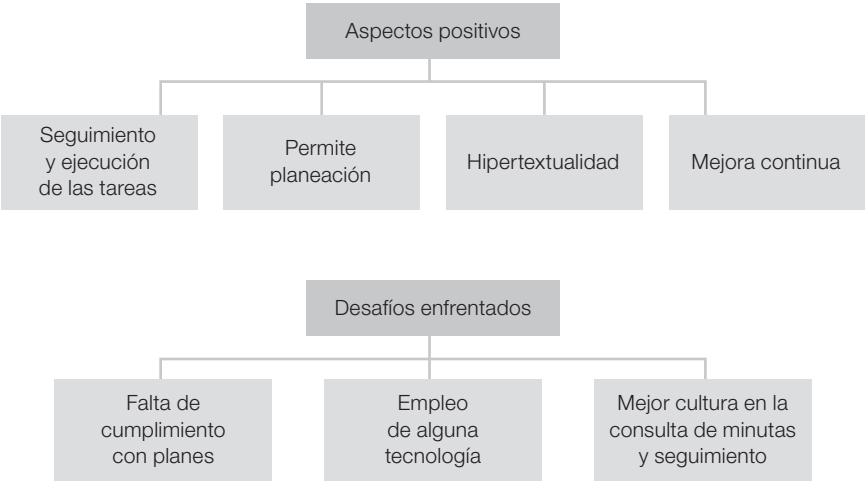 Aspectos positivos
Seguimiento
y ejecución
de las tareas
Permite
planeación
Hipertextualidad
Mejora continua
Desafíos enfrentados
Falta de
cumplimiento
con planes
Empleo
de alguna
tecnología
Mejor cultura en la
consulta de minutas
y seguimiento